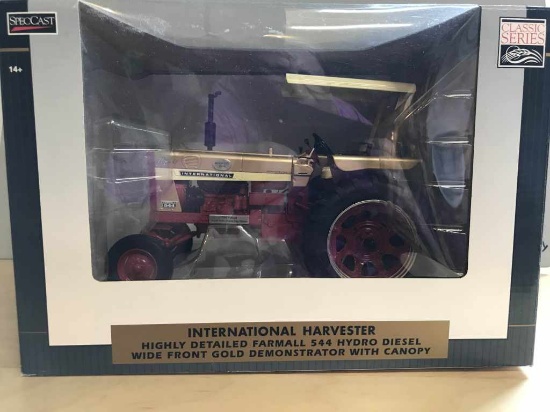 SPECCAST
CLASSIC
SERIES
14+
INTERNATIONAL
544
INTERNATIONAL HARVESTER
HIGHLY DETAILED FARMALL 544 HYDRO DIESEL
WIDE FRONT GOLD DEMONSTRATOR WITH CANOPY